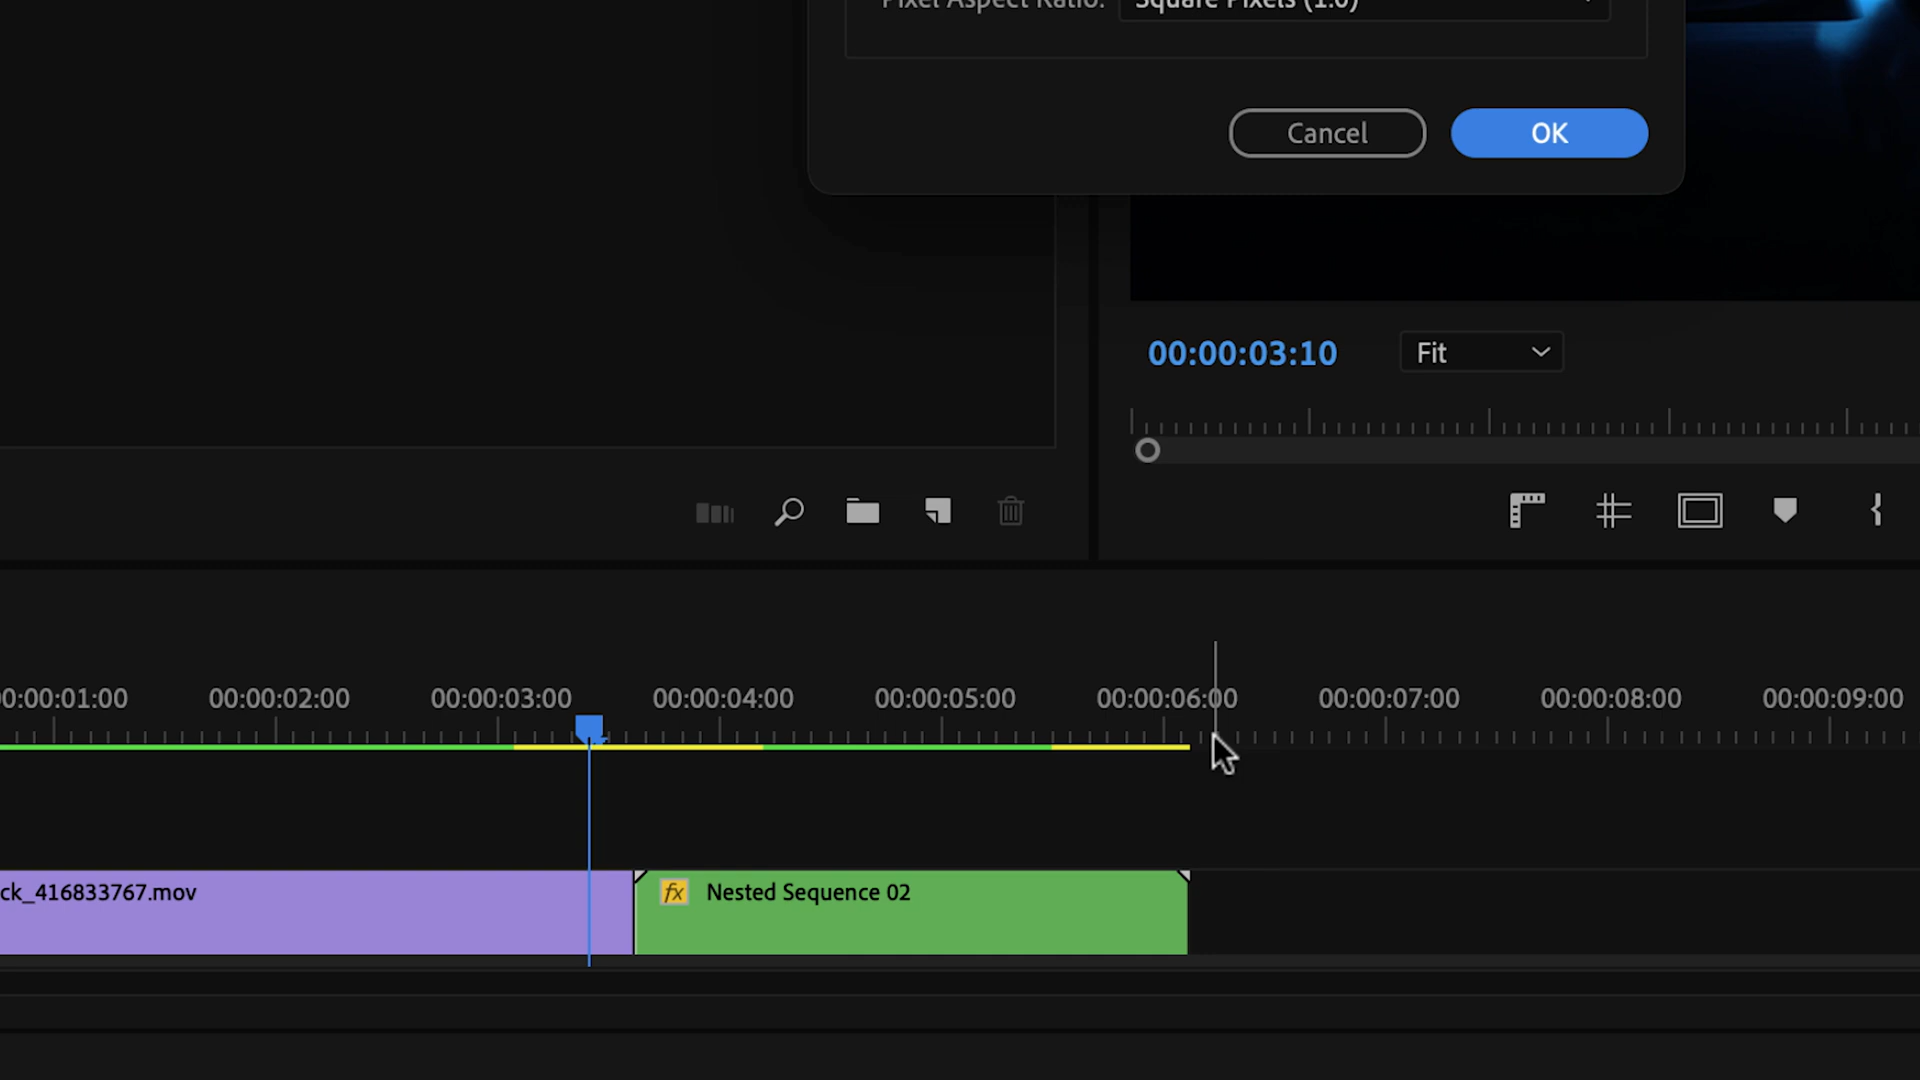 Pixel Aspect Ratio: Square Pixels (1.0)
Cancel OK
00:00:03:10 Fit
00:00:01:00 00:00:02:00 00:00:03:00 00:00:04:00 00:00:05:00 00:00:06:00 00:00:07:00 00:00:08:00 00:00:09:00
ck_416833767.mov fx Nested Sequence 02